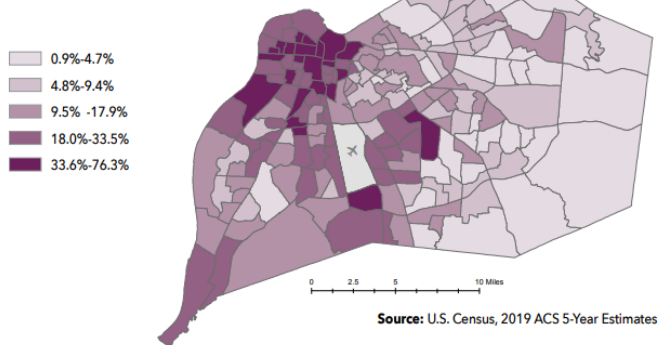 0.9%-4.7%
4.8%-9.4%
9.5% -17.9%
18.0%-33.5%
33.6%-76.3%
0 2.5 5 10 Miles
Source: U.S. Census, 2019 ACS 5-Year Estimates